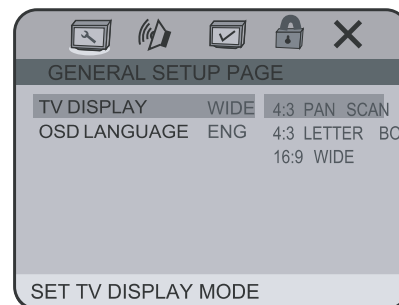 GENERAL SETUP PAGE
TV DISPLAY WIDE 4:3 PAN SCAN
OSD LANGUAGE ENG 4:3 LETTER BO
16:9 WIDE
SET TV DISPLAY MODE